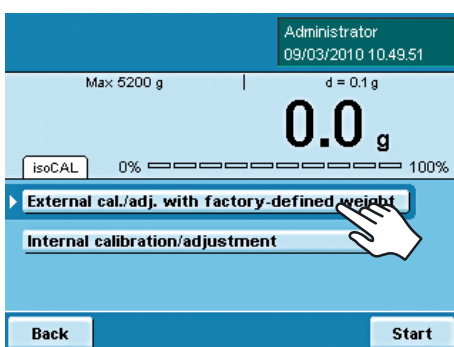 Administrator
09/03/2010 10.49.51
Max 5200 g d = 0.1 g
0.0 g
isoCAL 0% 100%
External cal./adj. with factory-defined weight
Internal calibration/adjustment
Back Start